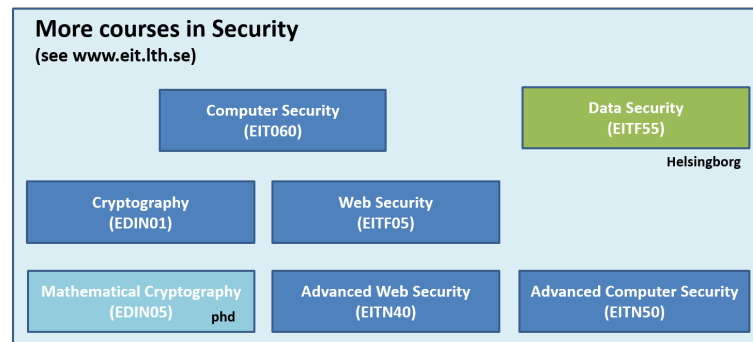 More courses in Security
(see www.eit.lth.se)
Computer Security
(EIT060)
Data Security
(EITF55)
Helsingborg
Cryptography
(EDIN01)
Web Security
(EITF05)
Mathematical Cryptography
(EDIN05)
phd
Advanced Web Security
(EITN40)
Advanced Computer Security
(EITN50)